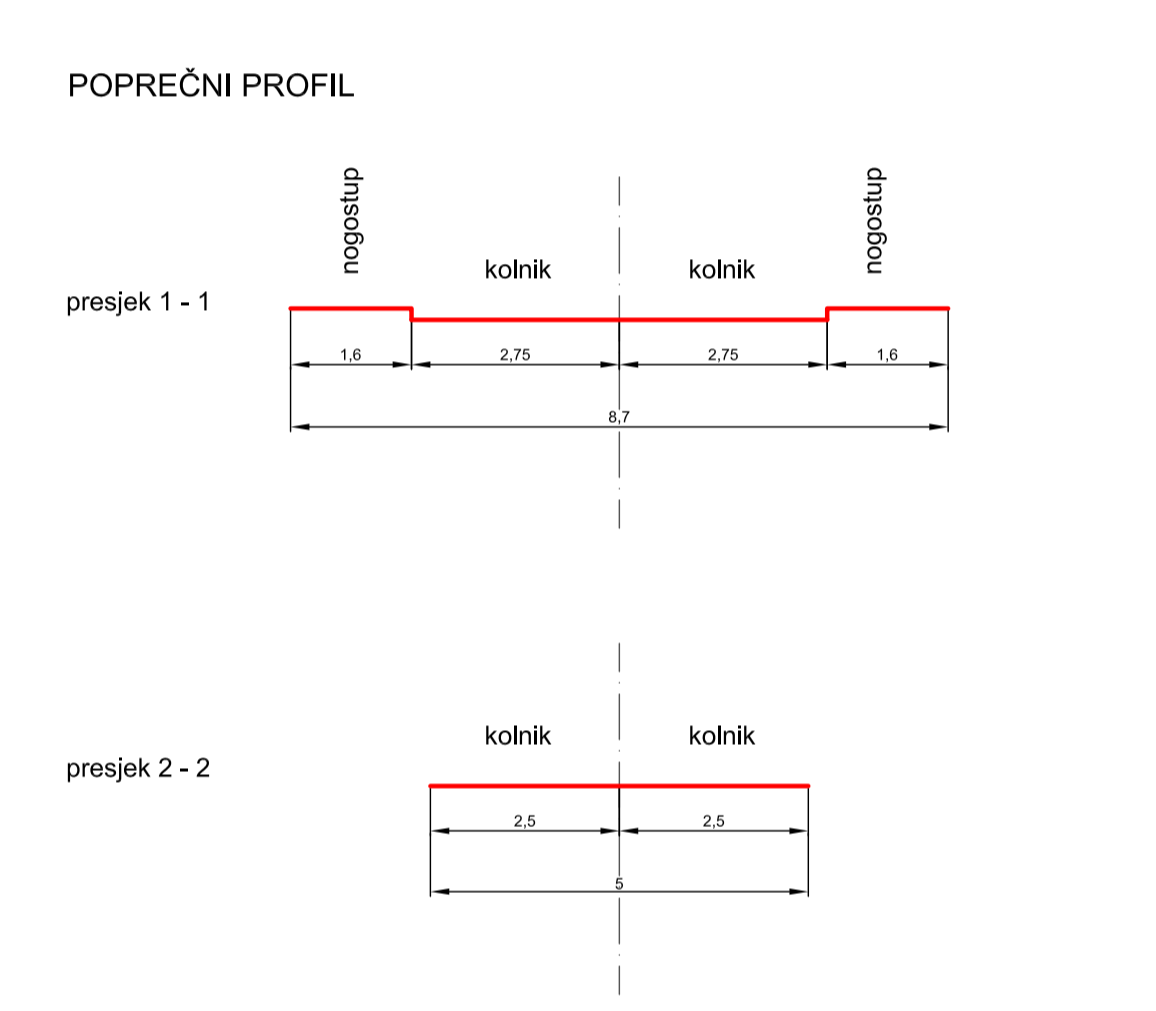 POPREČNI PROFIL
nogostup
nogostup
kolnik
kolnik
presjek 1 - 1
1,6
2,75
2,75
1,6
8,7
kolnik
kolnik
presjek 2 - 2
2,5
2,5
5